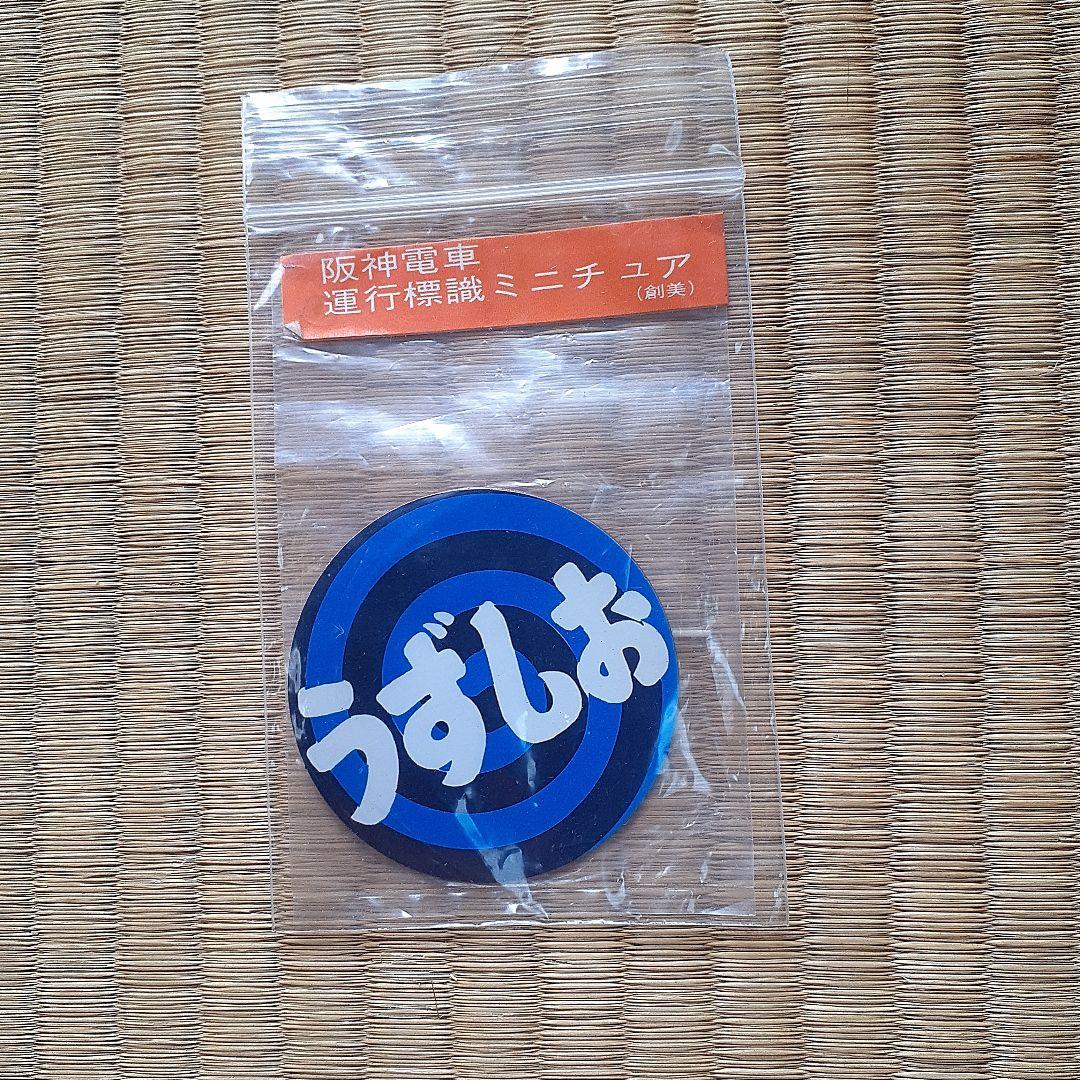 阪神電車
運行標識ミニチュア
(創美)
うずしお